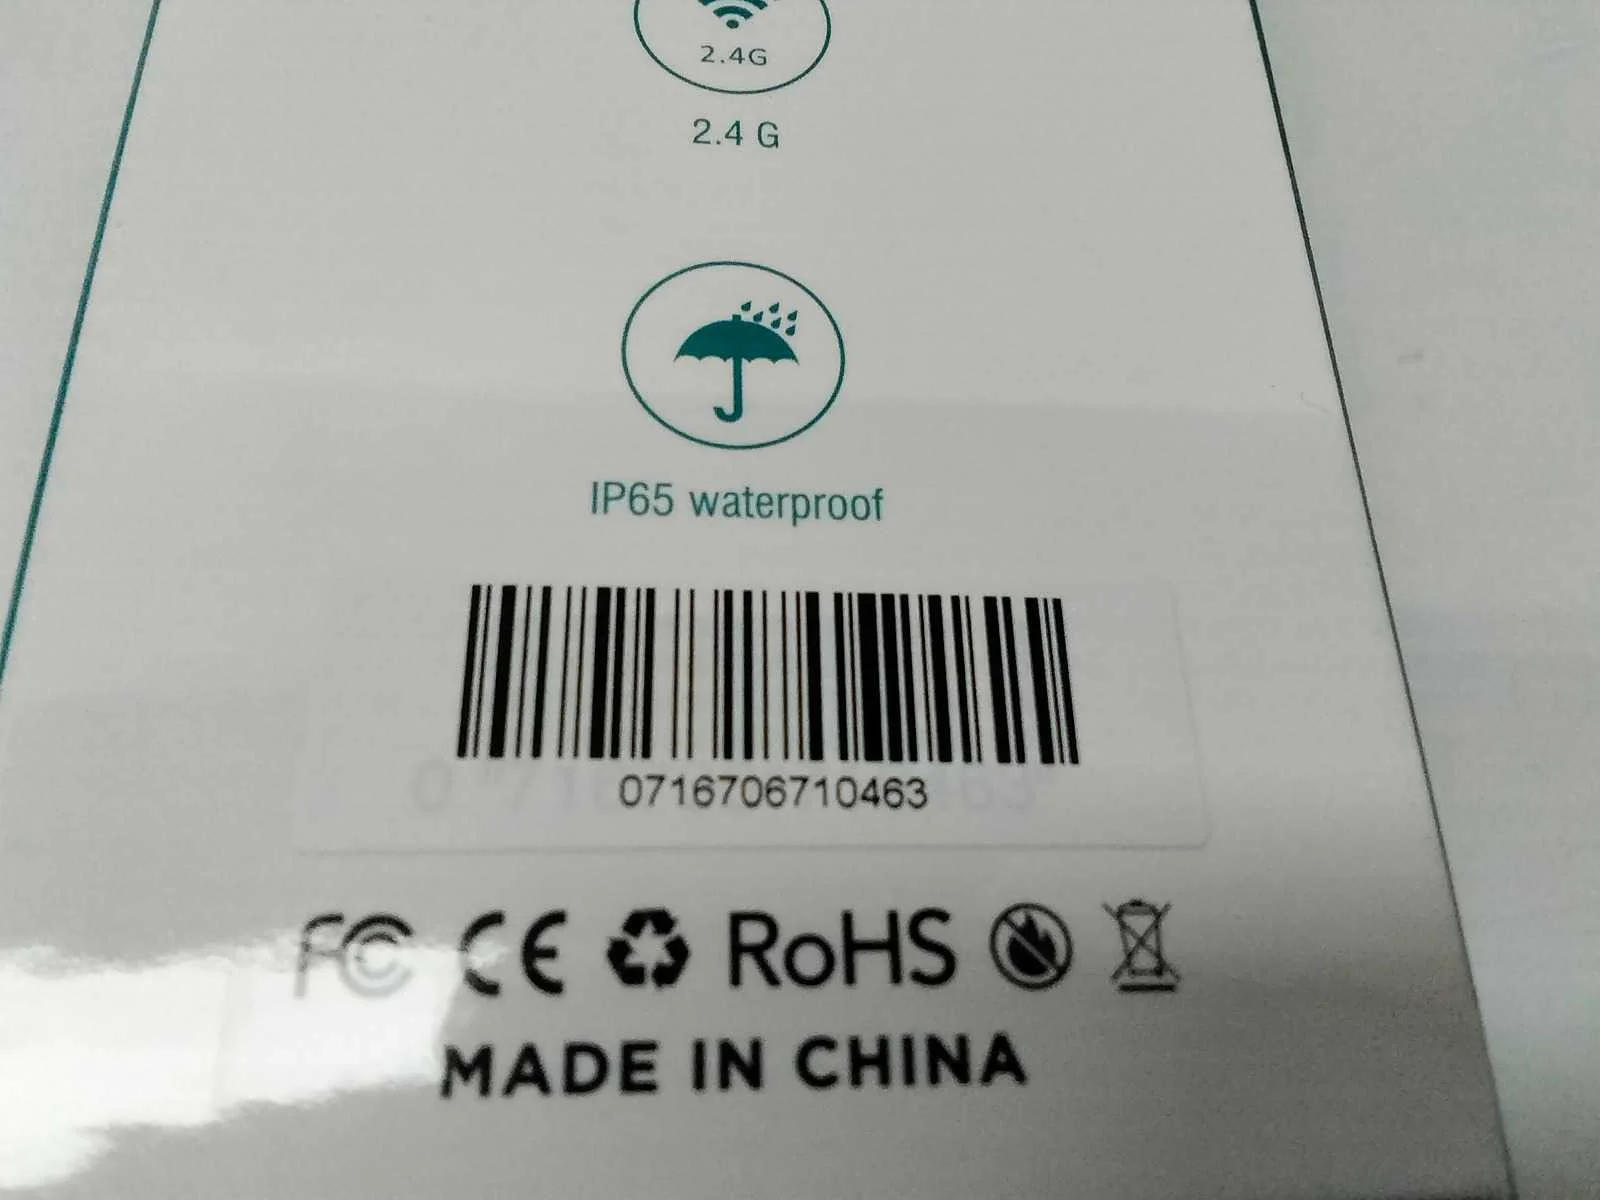 2.4G
2.4 G
IP65 waterproof
0716706710463
FC CE RoHS
MADE IN CHINA